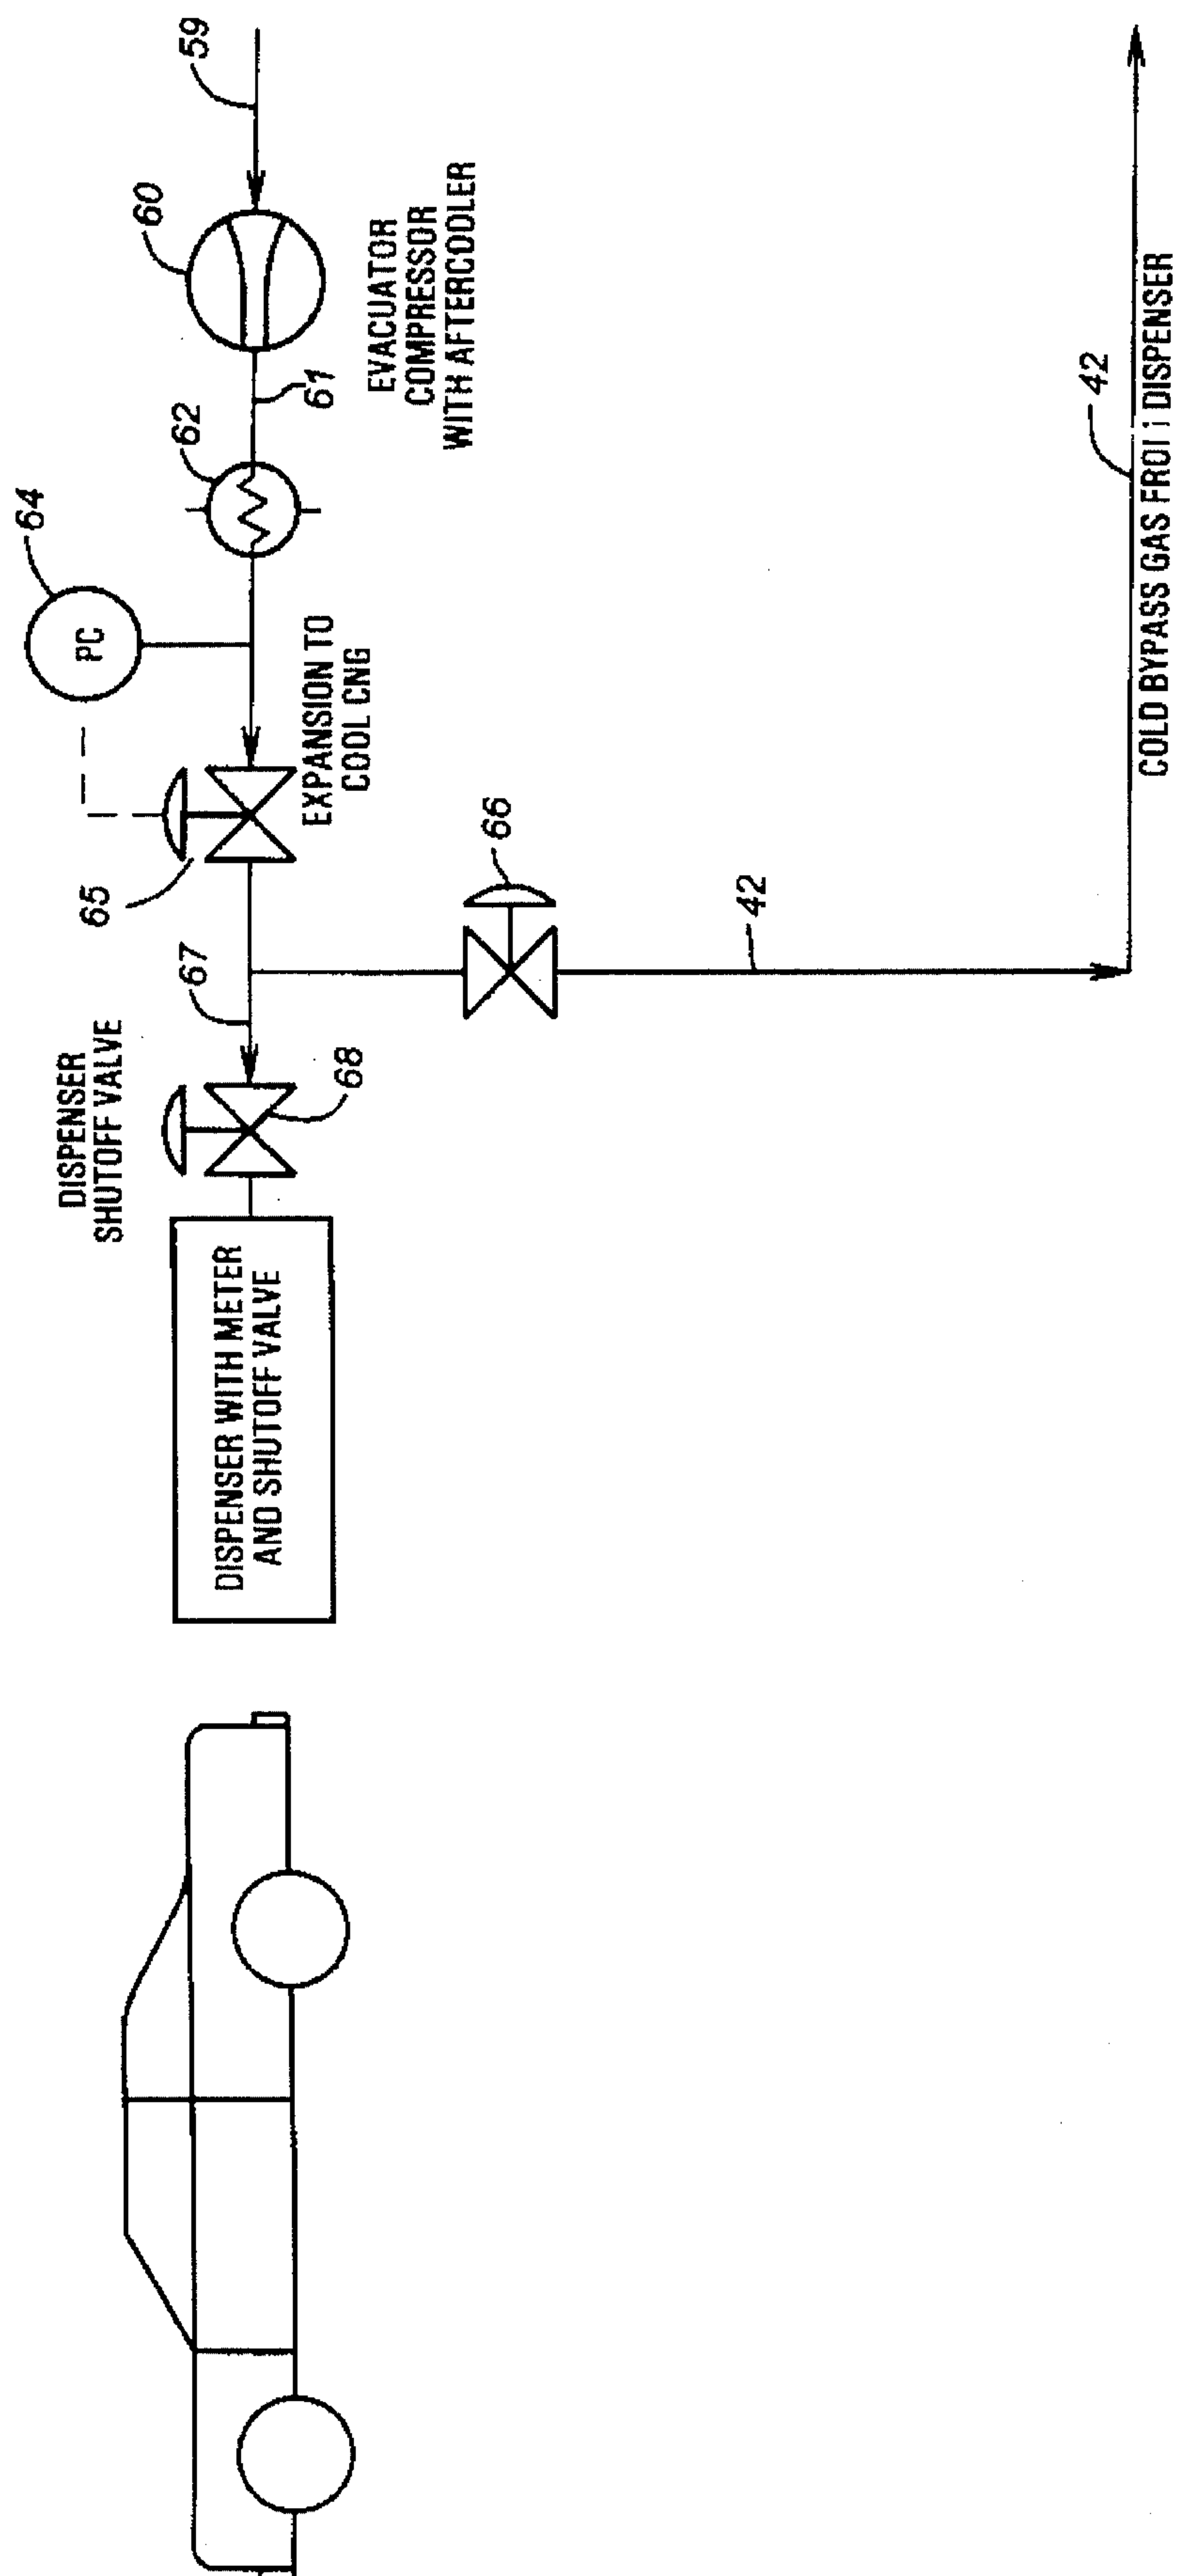 59
60
EVACUATOR
COMPRESSOR
WITH AFTERCOOLER
61
62
64
PC
EXPANSION TO
COOL CNG
65
66
67
42
42
COLD BYPASS GAS DISPENSER
DISPENSER
SHUTOFF VALVE
68
DISPENSER WITH METER
AND SHUTOFF VALVE